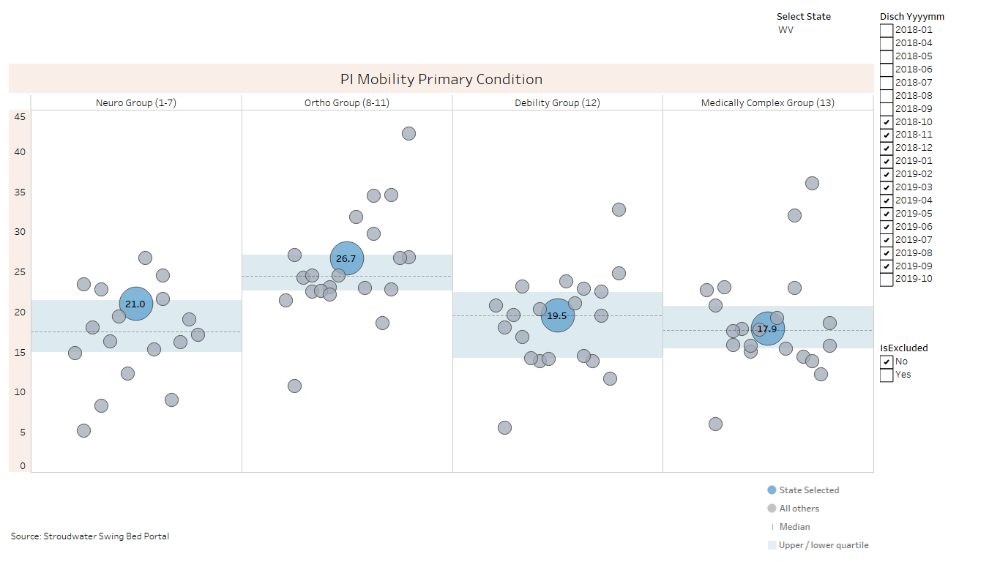 Select State
WV
Disch Yyyymm
2018-01
2018-04
2018-05
2018-06
2018-07
2018-08
2018-09
2018-10
2018-11
2018-12
2019-01
2019-02
2019-03
2019-04
2019-05
2019-06
2019-07
2019-08
2019-09
2019-10
PI Mobility Primary Condition
Neuro Group (1-7)
Ortho Group (8-11)
Debility Group (12)
Medically Complex Group (13)
45
40
35
30
25
20
15
10
5
0
21.0
26.7
19.5
17.9
IsExcluded
No
Yes
State Selected
All others
Median
Upper / lower quartile
Source: Stroudwater Swing Bed Portal